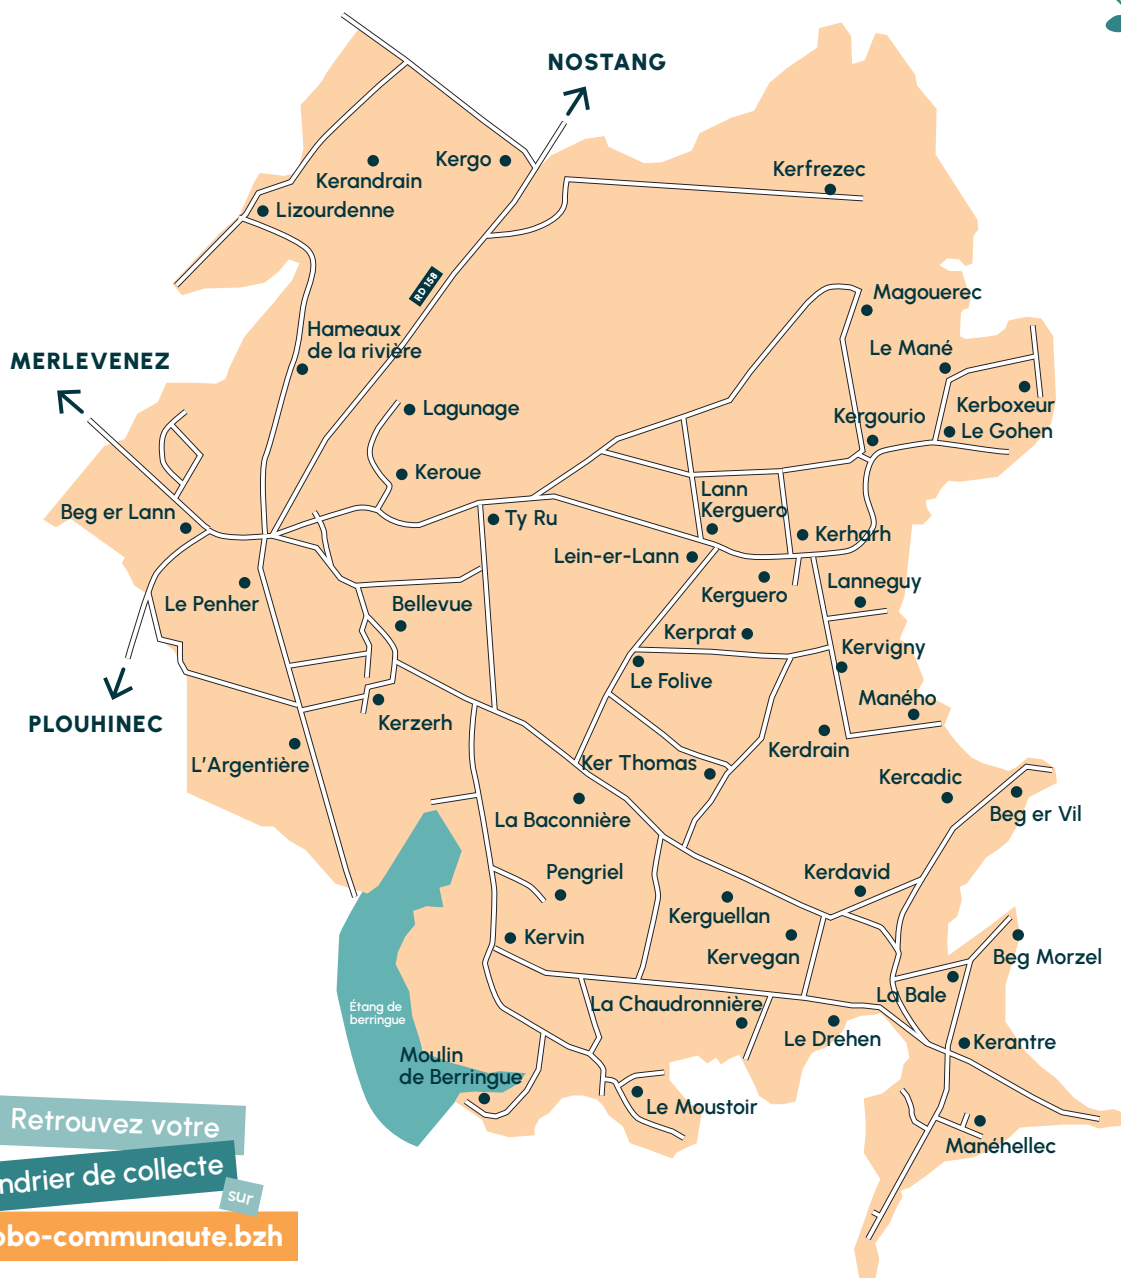 NOSTANG
Kergo
Kerandrain
Kerfrezec
Lizourdenne
RD 158
Magouerec
Hameaux
de la rivière
Le Mané
MERLEVENEZ
Kerboxeur
Lagunage
Kergourio
Le Gohen
Keroue
Lann
Kerguero
Beg er Lann
Ty Ru
Kerharh
Lein-er-Lann
Lanneguy
Kerguero
Le Penher
Bellevue
Kerprat
Kervigny
Le Folive
Maného
PLOUHINEC
Kerzerh
Kerdrain
L'Argentière
Ker Thomas
Kercadic
Beg er Vil
La Baconnière
Pengriel
Kerdavid
Kerguellan
Kervin
Kervegan
Beg Morzel
La Bale
Étang de
berringue
La Chaudronnière
Le Drehen
Kerantre
Moulin
de Berringue
Le Moustoir
Manéhellec
Retrouvez votre
ndrier de collecte
sur
bbo-communaute.bzh